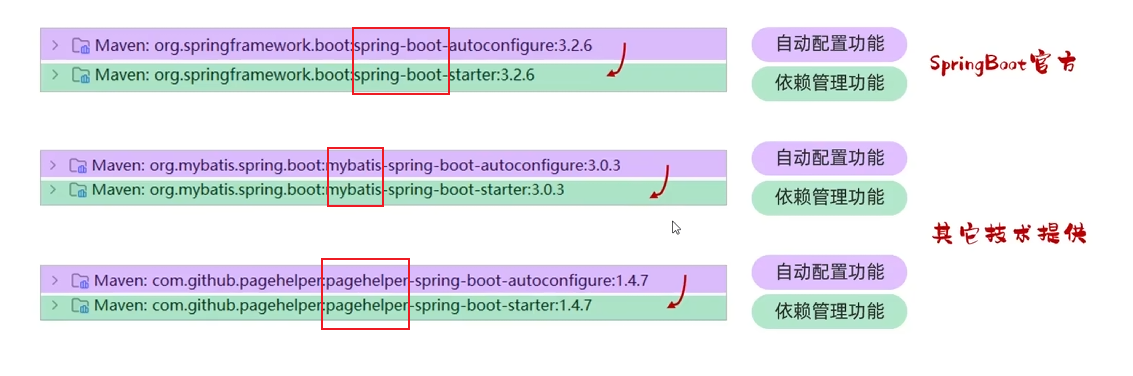 Maven: org.springframework.boot:spring-boot-autoconfigure:3.2.6
自动配置功能
Maven: org.springframework.boot:spring-boot-starter:3.2.6
依赖管理功能
SpringBoot官方
Maven: org.mybatis.spring.boot:mybatis-spring-boot-autoconfigure:3.0.3
自动配置功能
Maven: org.mybatis.spring.boot:mybatis-spring-boot-starter:3.0.3
依赖管理功能
其它技术提供
Maven: com.github.pagehelper:pagehelper-spring-boot-autoconfigure:1.4.7
自动配置功能
Maven: com.github.pagehelper:pagehelper-spring-boot-starter:1.4.7
依赖管理功能